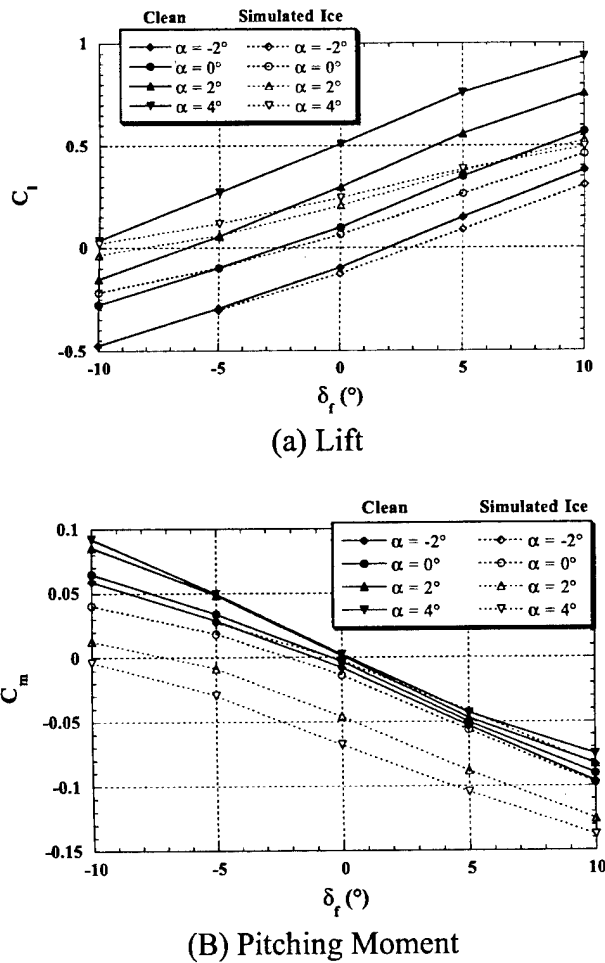 Clean Simulated Ice
α = -2° α = -2°
α = 0° α = 0°
α = 2° α = 2°
α = 4° α = 4°
1
0.5
0
-0.5
C_l
-10 -5 0 5 10
δ_f (°)
(a) Lift
Clean Simulated Ice
α = -2° α = -2°
α = 0° α = 0°
α = 2° α = 2°
α = 4° α = 4°
0.1
0.05
0
-0.05
-0.1
-0.15
C_m
-10 -5 0 5 10
δ_f (°)
(B) Pitching Moment